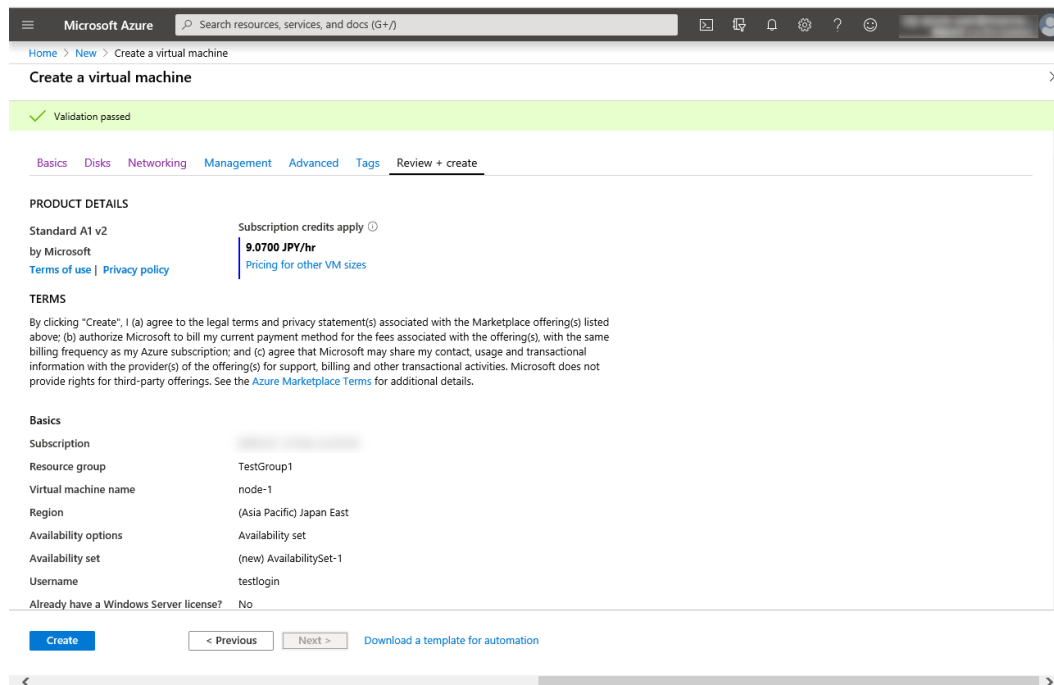 Microsoft Azure
Search resources, services, and docs (G+/)
Home > New > Create a virtual machine
Create a virtual machine
Validation passed
Basics Disks Networking Management Advanced Tags Review + create
PRODUCT DETAILS
Standard A1 v2
by Microsoft
Terms of use | Privacy policy
Subscription credits apply
9.0700 JPY/hr
Pricing for other VM sizes
TERMS
By clicking "Create", I (a) agree to the legal terms and privacy statement(s) associated with the Marketplace offering(s) listed
above; (b) authorize Microsoft to bill my current payment method for the fees associated with the offering(s), with the same
billing frequency as my Azure subscription; and (c) agree that Microsoft may share my contact, usage and transactional
information with the provider(s) of the offering(s) for support, billing and other transactional activities. Microsoft does not
provide rights for third-party offerings. See the Azure Marketplace Terms for additional details.
Basics
Subscription
Resource group TestGroup1
Virtual machine name node-1
Region (Asia Pacific) Japan East
Availability options Availability set
Availability set (new) AvailabilitySet-1
Username testlogin
Already have a Windows Server license? No
Create < Previous Next > Download a template for automation